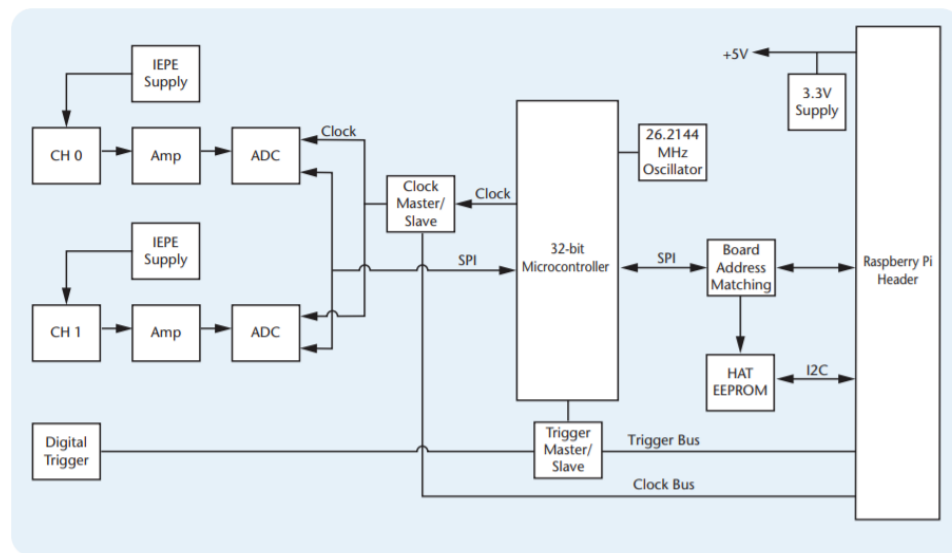 IEPE
Supply
CH 0
Amp
ADC
Clock
IEPE
Supply
CH 1
Amp
ADC
Clock
Master/
Slave
Clock
SPI
32-bit
Microcontroller
26.2144
MHz
Oscillator
+5V
3.3V
Supply
SPI
Board
Address
Matching
Raspberry Pi
Header
HAT
EEPROM
I2C
Digital
Trigger
Trigger
Master/
Slave
Trigger Bus
Clock Bus